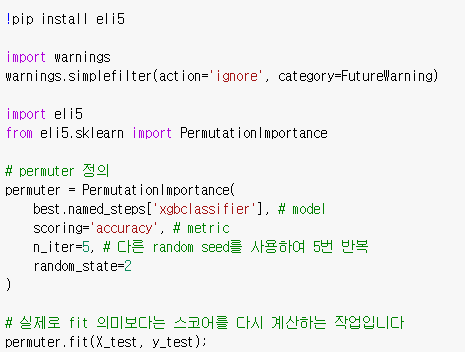 !pip install eli5
import warnings
warnings.simplefilter(action='ignore', category=FutureWarning)
import eli5
from eli5.sklearn import PermutationImportance
# permuter 정의
permuter = PermutationImportance(
best.named_steps['xgbclassifier'], # model
scoring='accuracy', # metric
n_iter=5, # 다른 random seed를 사용하여 5번 반복
random_state=2
)
# 실제로 fit 의미보다는 스코어를 다시 계산하는 작업입니다
permuter.fit(X_test, y_test);